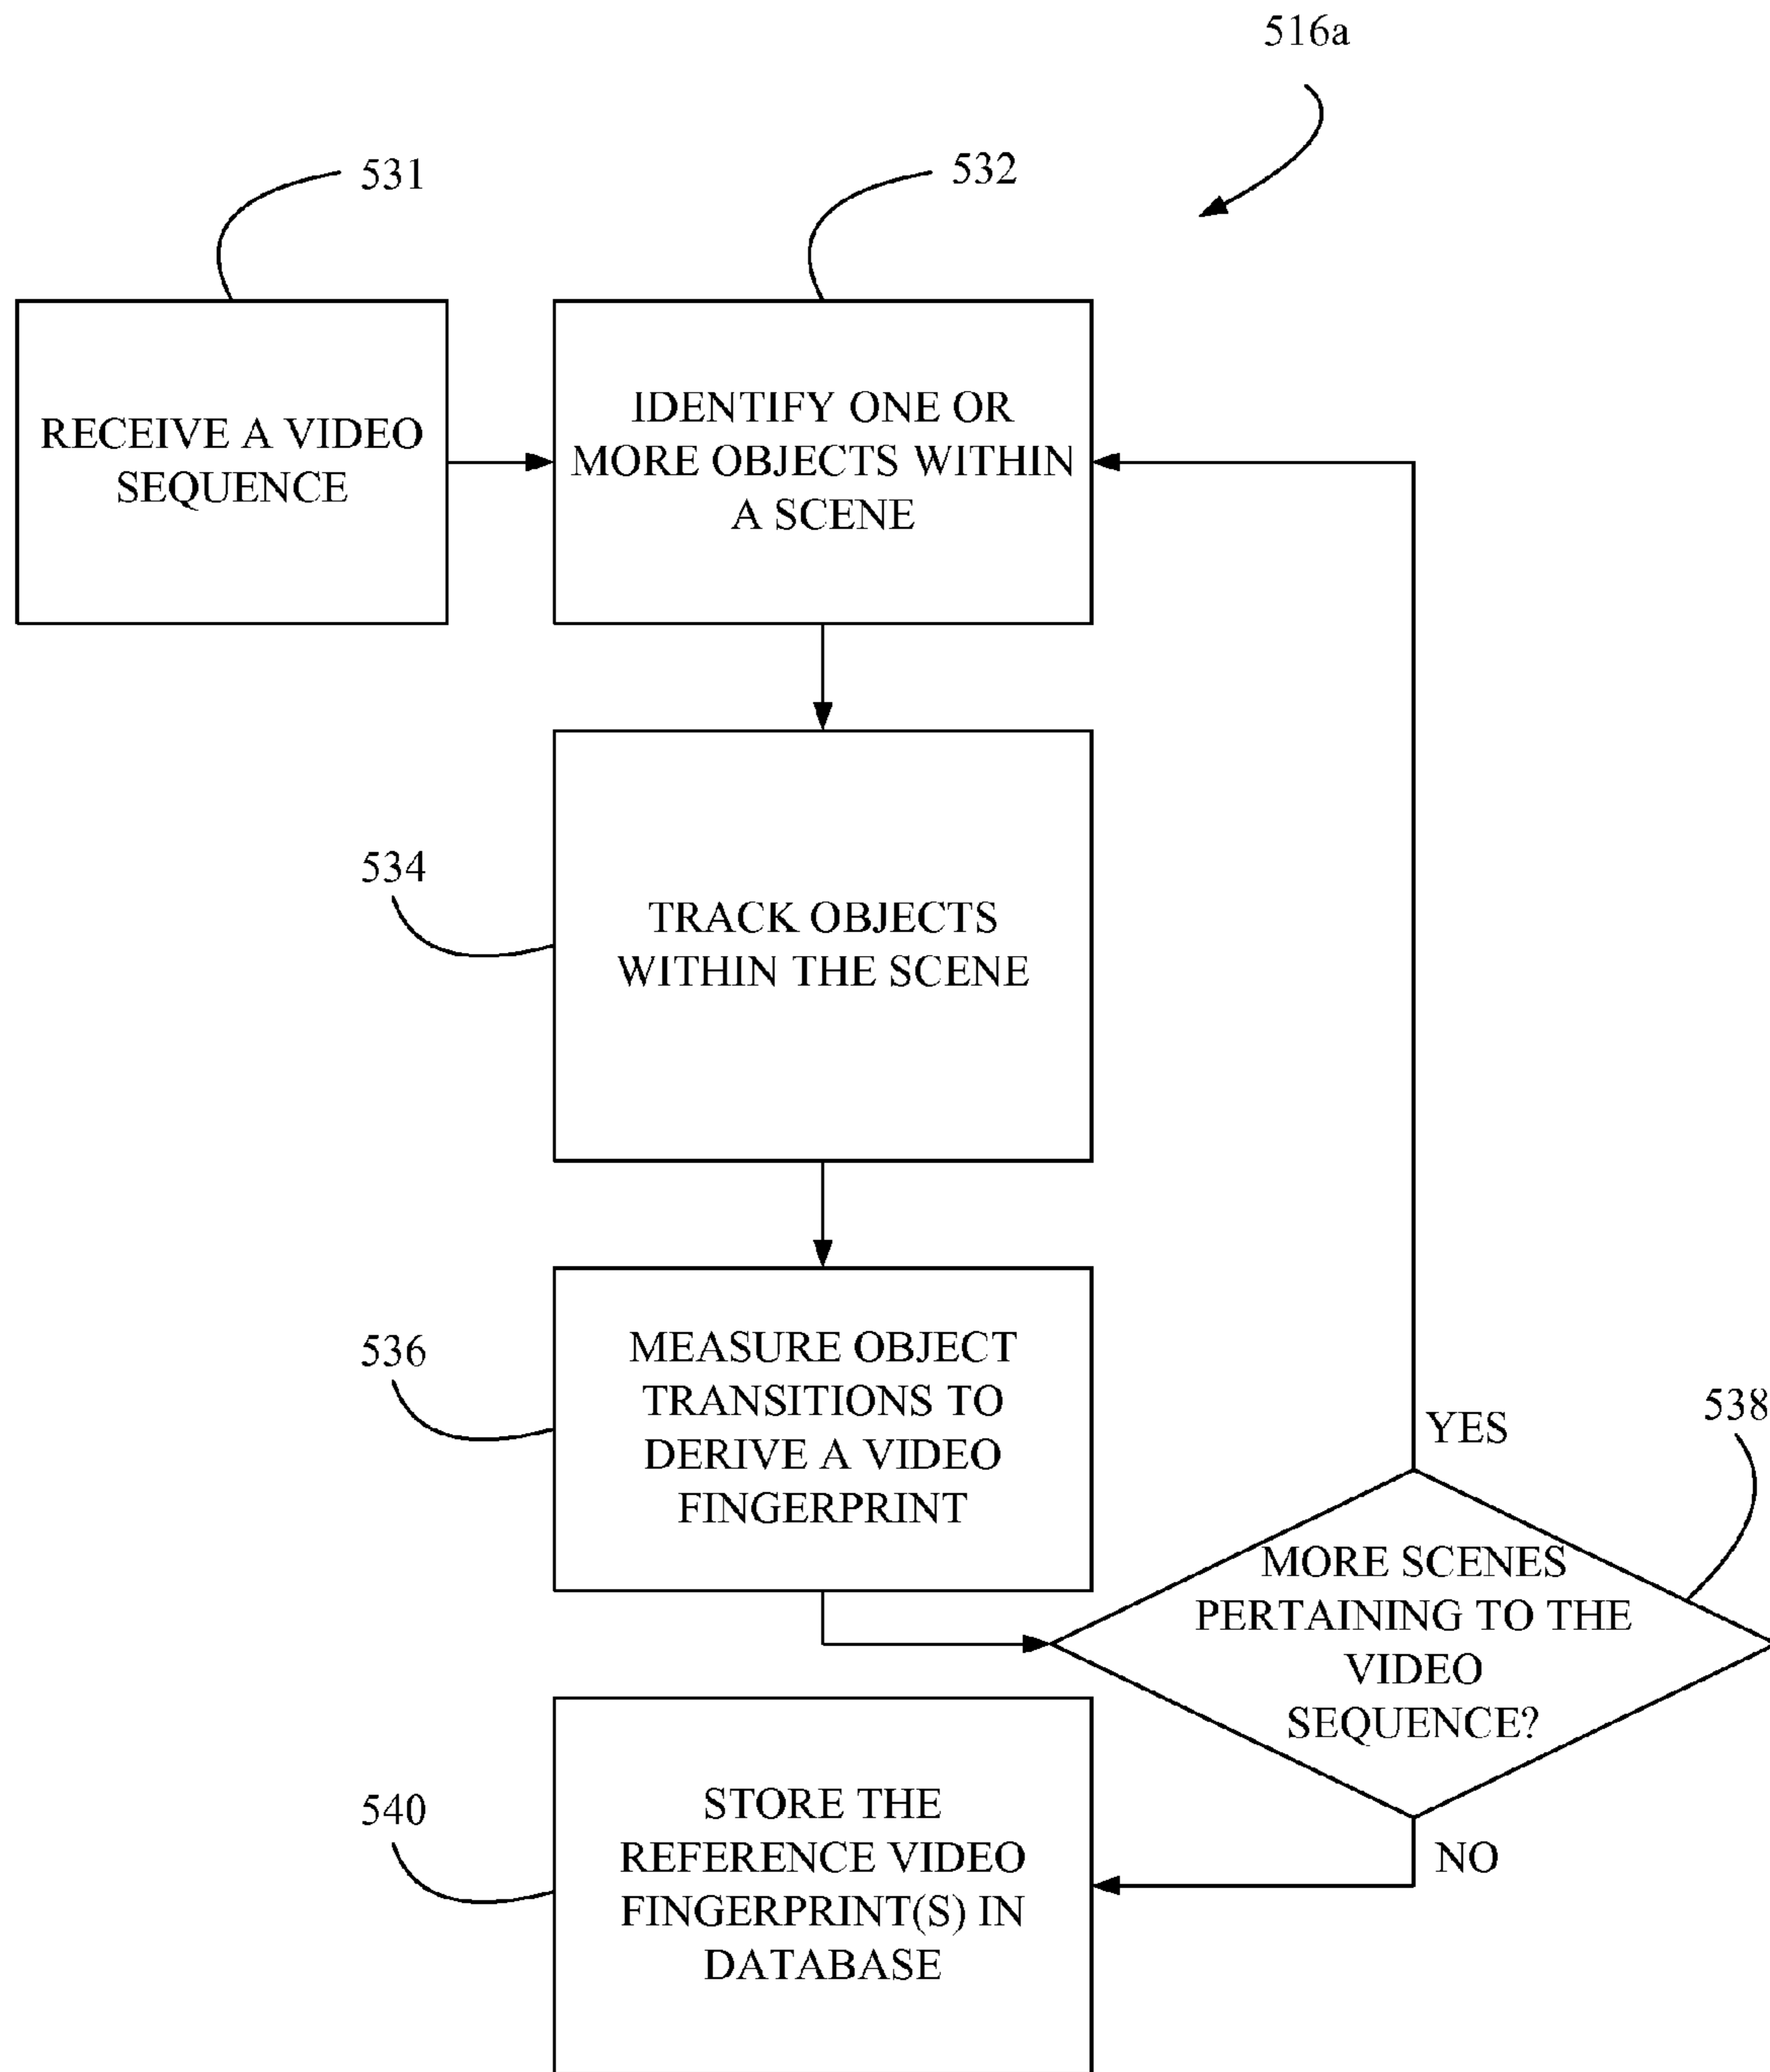 516a
531
532
RECEIVE A VIDEO
SEQUENCE
IDENTIFY ONE OR
MORE OBJECTS WITHIN
A SCENE
534
TRACK OBJECTS
WITHIN THE SCENE
536
MEASURE OBJECT
TRANSITIONS TO
DERIVE A VIDEO
FINGERPRINT
538
YES
MORE SCENES
PERTAINING TO THE
VIDEO
SEQUENCE?
NO
540
STORE THE
REFERENCE VIDEO
FINGERPRINT(S) IN
DATABASE